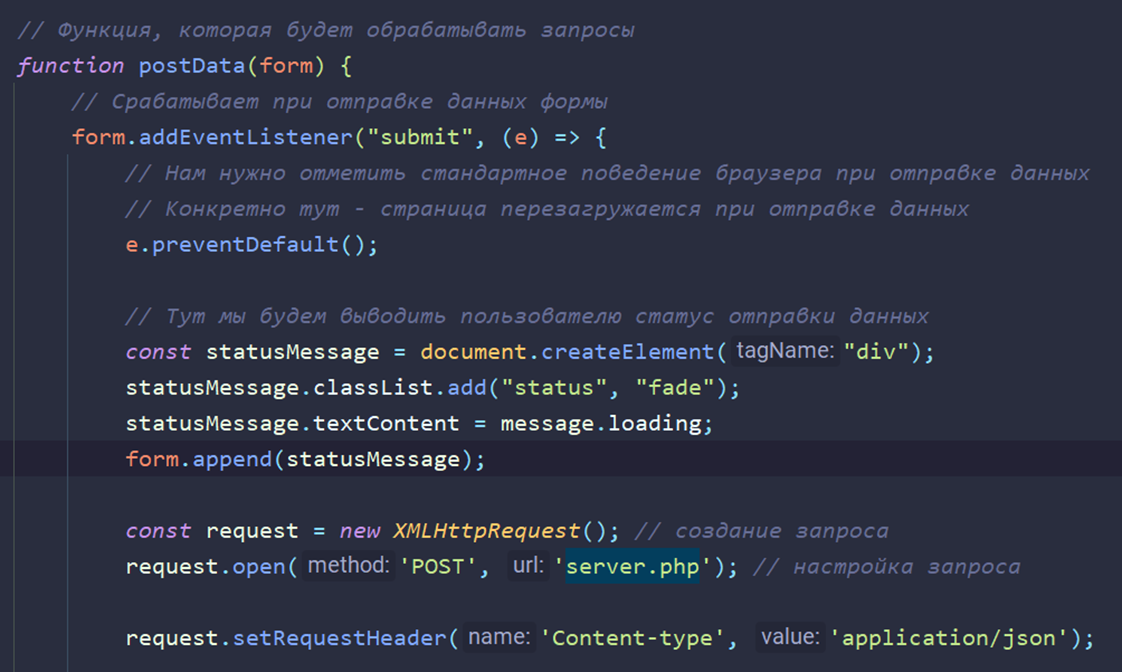 // Функция, которая будет обрабатывать запросы
function postData(form) {
// Срабатывает при отправке данных формы
form.addEventListener("submit", (e) => {
// Нам нужно отметить стандартное поведение браузера при отправке данных
// Конкретно тут - страница перезагружается при отправке данных
e.preventDefault();
// Тут мы будем выводить пользователю статус отправки данных
const statusMessage = document.createElement( tagName: "div");
statusMessage.classList.add("status", "fade");
statusMessage.textContent = message.loading;
form.append(statusMessage);
const request = new XMLHttpRequest(); // создание запроса
request.open( method: 'POST', url: 'server.php'); // настройка запроса
request.setRequestHeader( name: 'Content-type', value: 'application/json');